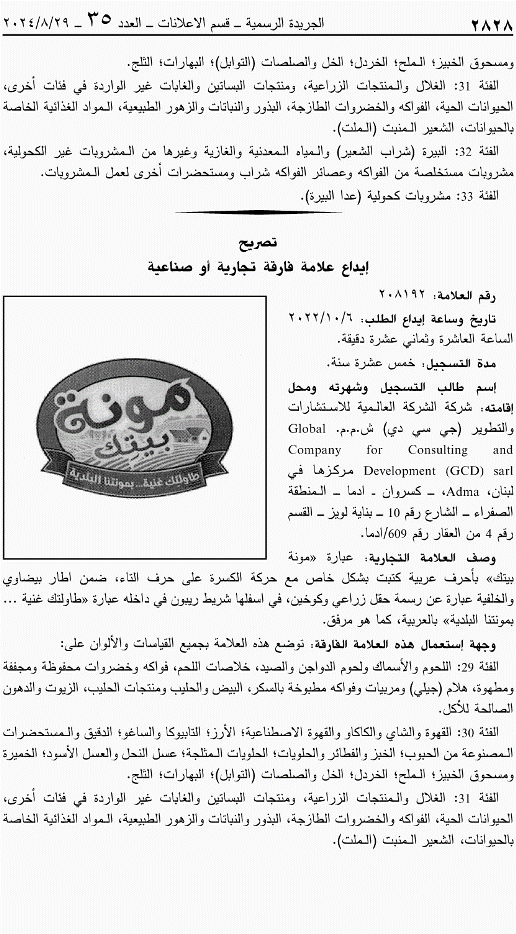 ٢٨٢٨ الجريدة الرسمية – قسم الاعلانات – العدد ٣٥ – ٢٠٢٤/٨/٢٩
ومسحوق الخبيز؛ الملح؛ الخردل؛ الخل والصلصات (التوابل)؛ البهارات؛ الثلج.
الفئة 31: الغلال والمنتجات الزراعية، ومنتجات البساتين والغابات غير الواردة في فئات أخرى،
الحيوانات الحية، الفواكه والخضروات الطازجة، البذور والنباتات والزهور الطبيعية، المواد الغذائية الخاصة
بالحيوانات، الشعير المنبت (الملت).
الفئة 32: البيرة (شراب الشعير) والمياه المعدنية والغازية وغيرها من المشروبات غير الكحولية،
مشروبات مستخلصة من الفواكه وعصائر الفواكه شراب ومستحضرات أخرى لعمل المشروبات.
الفئة 33: مشروبات كحولية (عدا البيرة).
تصريح
إيداع علامة فارقة تجارية أو صناعية
رقم العلامة: ٢٠٨١٩٢
تاريخ وساعة إيداع الطلب: ٢٠٢٢/١٠/٦
الساعة العاشرة وثماني عشرة دقيقة.
مدة التسجيل: خمس عشرة سنة.
إسم طالب التسجيل وشهرته ومحل
إقامته: شركة الشركة العالمية للاستشارات
والتطوير (جي سي دي) ش.م.م. Global
Company for Consulting and
Development (GCD) sarl مركزها في
لبنان، Adma، – كسروان - ادما – المنطقة
الصفراء – الشارع رقم 10 – بناية لويز – القسم
رقم 4 من العقار رقم 609/ادما.
مونة
بيتك
طاولتك غنية... بمونتنا البلدية
وصف العلامة التجارية: عبارة «مونة
بيتك» بأحرف عربية كتبت بشكل خاص مع حركة الكسرة على حرف التاء، ضمن اطار بيضاوي
والخلفية عبارة عن رسمة حقل زراعي وكوخين، في اسفلها شريط ريبون في داخله عبارة «طاولتك غنية ...
بمونتنا البلدية» بالعربية، كما هو مرفق.
وجهة إستعمال هذه العلامة الفارقة: توضع هذه العلامة بجميع القياسات والألوان على:
الفئة 29: اللحوم والأسماك ولحوم الدواجن والصيد، خلاصات اللحم، فواكه وخضروات محفوظة ومجففة
ومطهوة، هلام (جيلي) ومربيات وفواكه مطبوخة بالسكر، البيض والحليب ومنتجات الحليب، الزيوت والدهون
الصالحة للأكل.
الفئة 30: القهوة والشاي والكاكاو والقهوة الاصطناعية؛ الأرز؛ التابيوكا والساغو؛ الدقيق والمستحضرات
المصنوعة من الحبوب؛ الخبز والفطائر والحلويات؛ الحلويات المثلجة؛ عسل النحل والعسل الأسود؛ الخميرة
ومسحوق الخبيز؛ الملح؛ الخردل؛ الخل والصلصات (التوابل)؛ البهارات؛ الثلج.
الفئة 31: الغلال والمنتجات الزراعية، ومنتجات البساتين والغابات غير الواردة في فئات أخرى،
الحيوانات الحية، الفواكه والخضروات الطازجة، البذور والنباتات والزهور الطبيعية، المواد الغذائية الخاصة
بالحيوانات، الشعير المنبت (الملت).